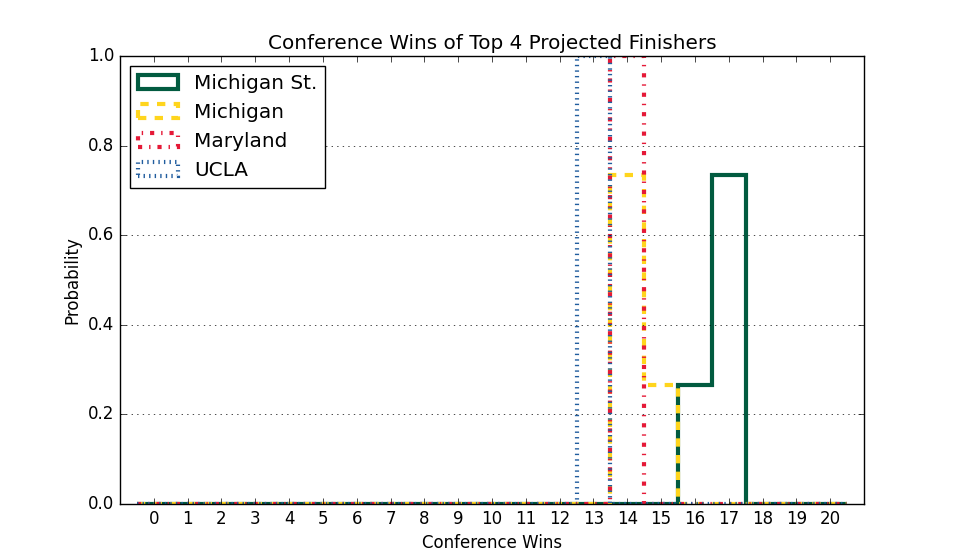 Conference Wins of Top 4 Projected Finishers
1.0
0.8
0.6
0.4
0.2
0.0
Probability
Michigan St.
Michigan
Maryland
UCLA
0 1 2 3 4 5 6 7 8 9 10 11 12 13 14 15 16 17 18 19 20
Conference Wins